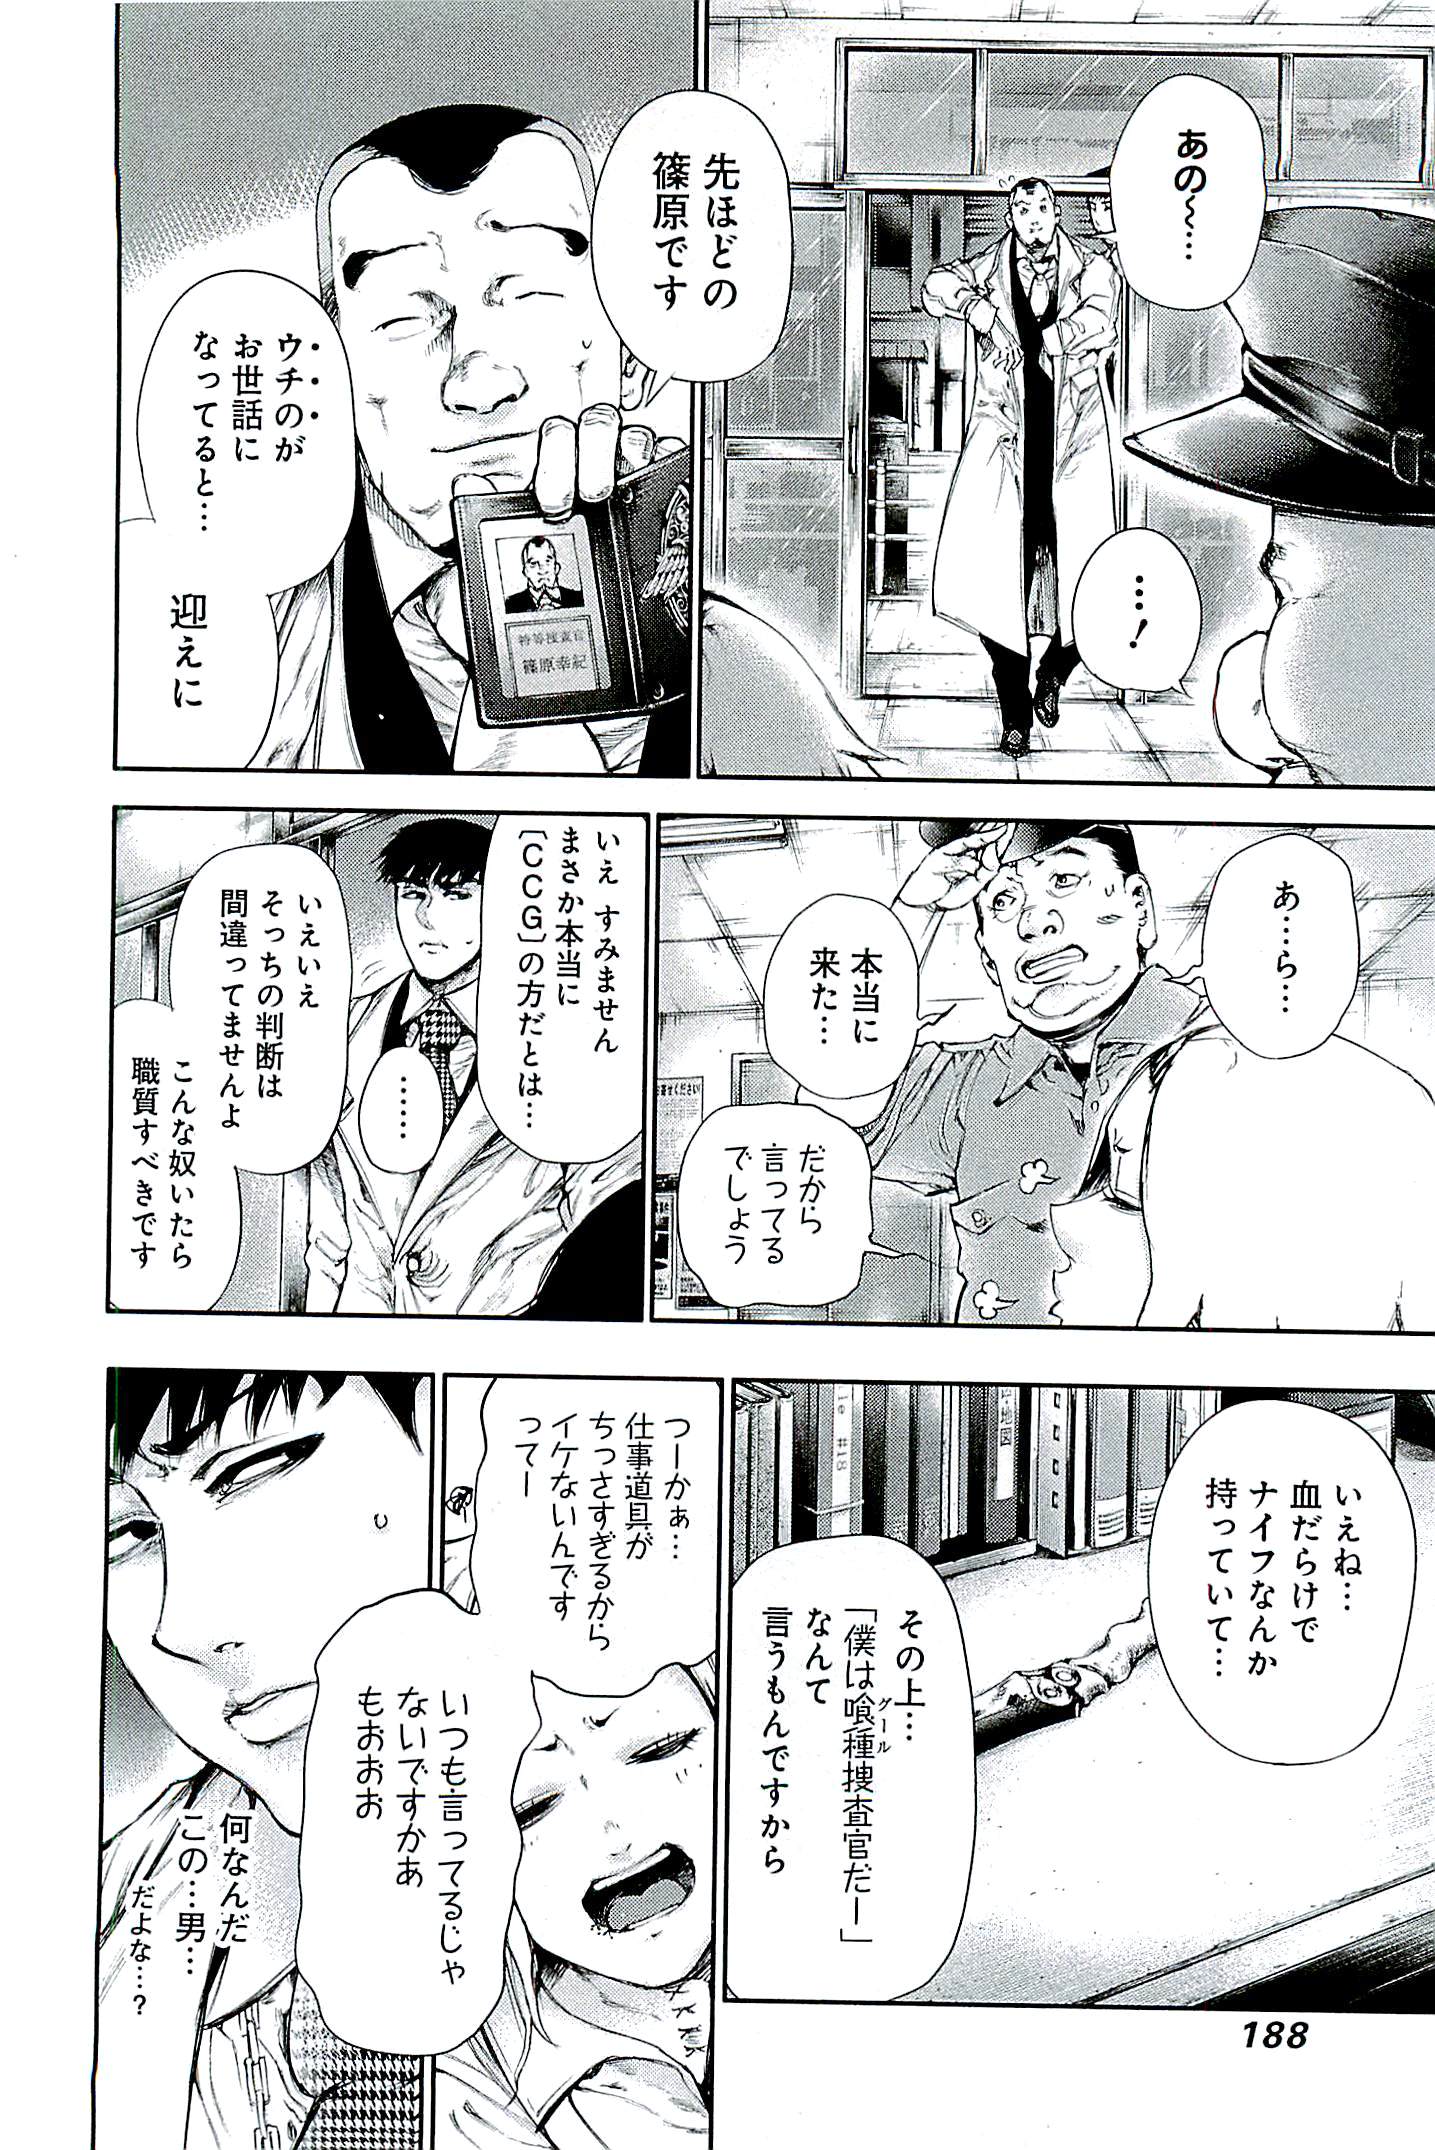 あの〜…
…！
先ほどの
篠原です
ウチのが
お世話に
なってると…
迎えに
特等捜査官
篠原幸紀
あ…ら…
本当に
来た…
だから
言ってる
でしょう
いえ すみません
まさか本当に
〔CCG〕の方だとは…
……
いえいえ
そっちの判断は
間違ってませんよ
こんな奴いたら
職質すべきです
いえね…
血だらけで
ナイフなんか
持っていて…
地図
#18
その上…
「僕は喰種捜査官だー」
グール
なんて
言うもんですから
つーかぁ…
仕事道具が
ちっさすぎるから
イケないんです
ってー
いつも言ってるじゃ
ないですかあ
もおおお
何なんだ
この…男…
だよな…？
188